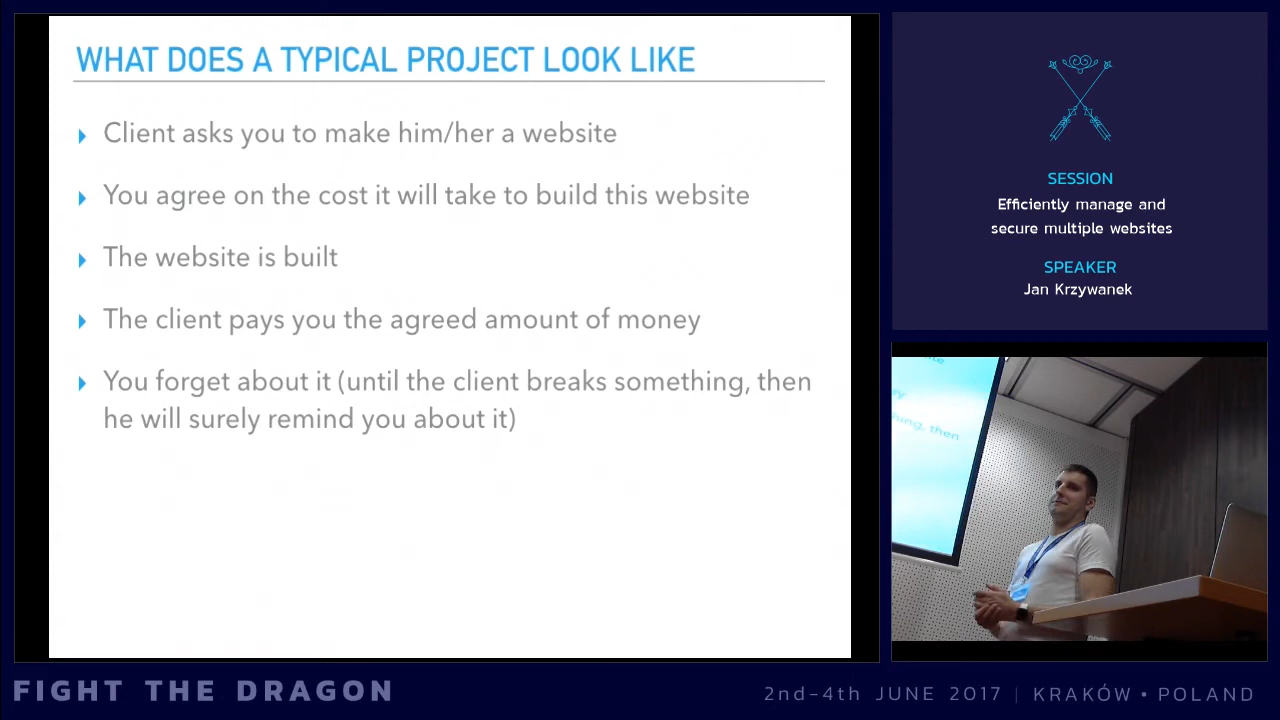 WHAT DOES A TYPICAL PROJECT LOOK LIKE
Client asks you to make him/her a website
You agree on the cost it will take to build this website
The website is built
The client pays you the agreed amount of money
You forget about it (until the client breaks something, then
he will surely remind you about it)
SESSION
Efficiently manage and
secure multiple websites
SPEAKER
Jan Krzywanek
hing, then
FIGHT THE DRAGON
2nd-4th JUNE 2017 | KRAKÓW • POLAND